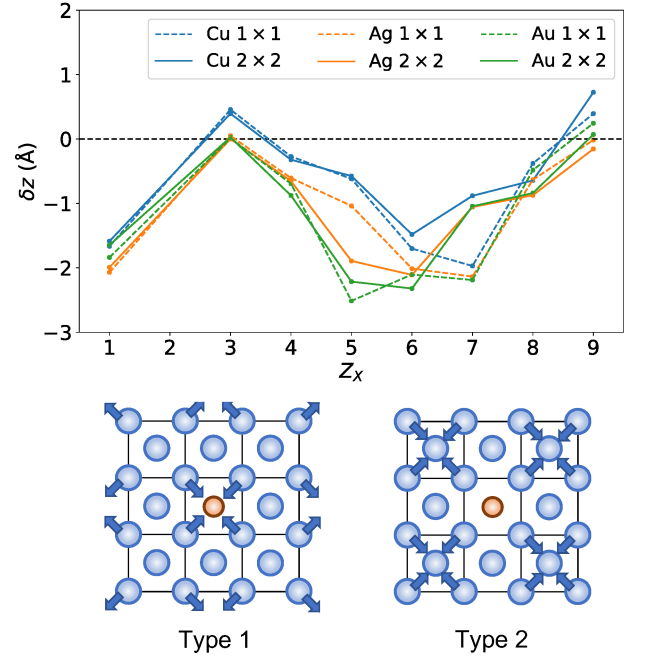 2
1
0
−1
−2
−3
δz (Å)
Cu 1 × 1
Ag 1 × 1
Au 1 × 1
Cu 2 × 2
Ag 2 × 2
Au 2 × 2
1 2 3 4 5 6 7 8 9
Z_X
Type 1 Type 2